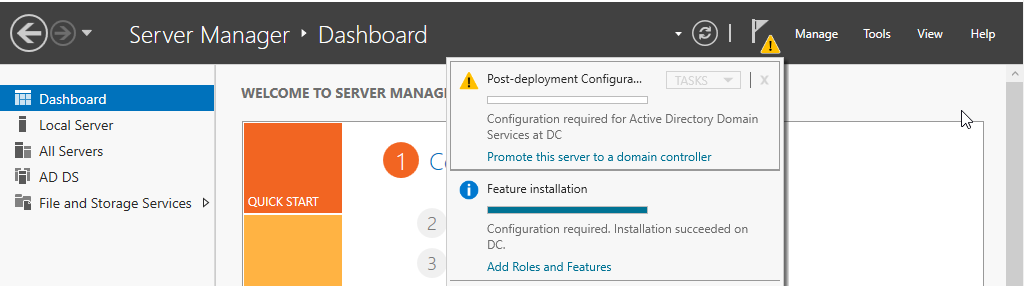 Server Manager ‣ Dashboard
Manage Tools View Help
Dashboard
Local Server
All Servers
AD DS
File and Storage Services
WELCOME TO SERVER MANAG
QUICK START
1
2
3
Post-deployment Configura...
TASKS
X
Configuration required for Active Directory Domain
Services at DC
Promote this server to a domain controller
Feature installation
Configuration required. Installation succeeded on
DC.
Add Roles and Features